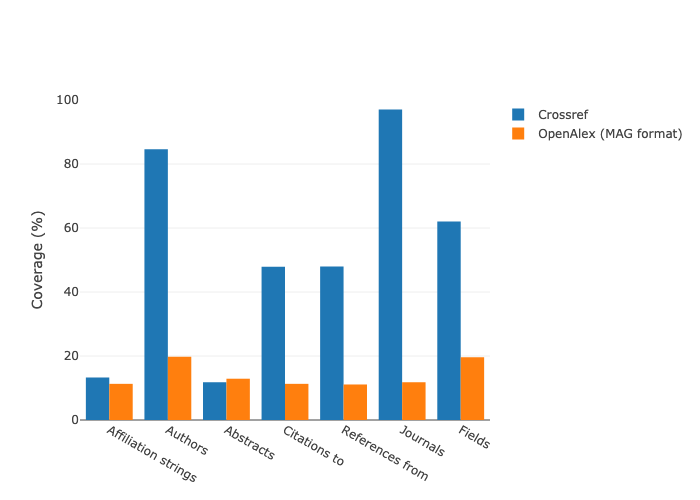 100
80
60
40
20
0
Coverage (%)
Affiliation strings
Authors
Abstracts
Citations to
References from
Journals
Fields
Crossref
OpenAlex (MAG format)